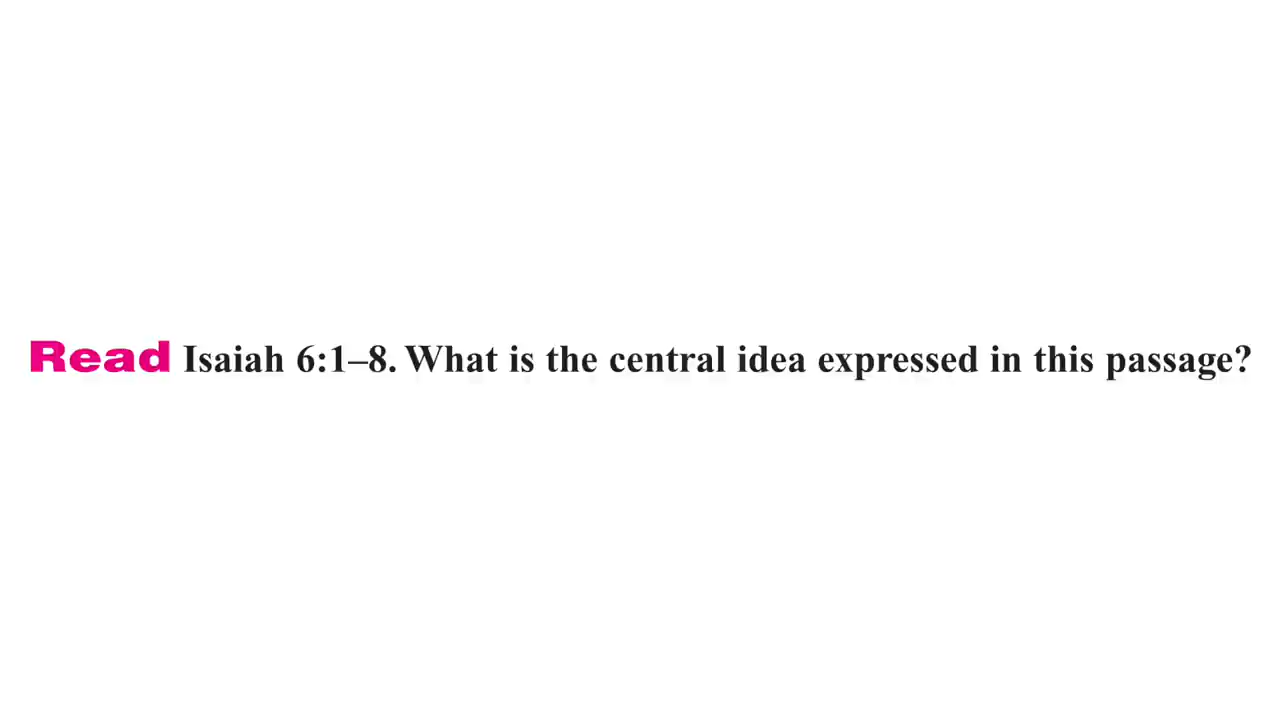 Read Isaiah 6:1–8. What is the central idea expressed in this passage?